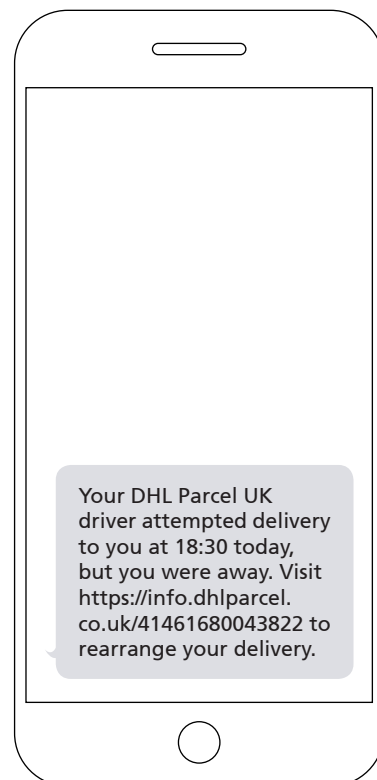 Your DHL Parcel UK
driver attempted delivery
to you at 18:30 today,
but you were away. Visit
https://info.dhlparcel.
co.uk/41461680043822 to
rearrange your delivery.